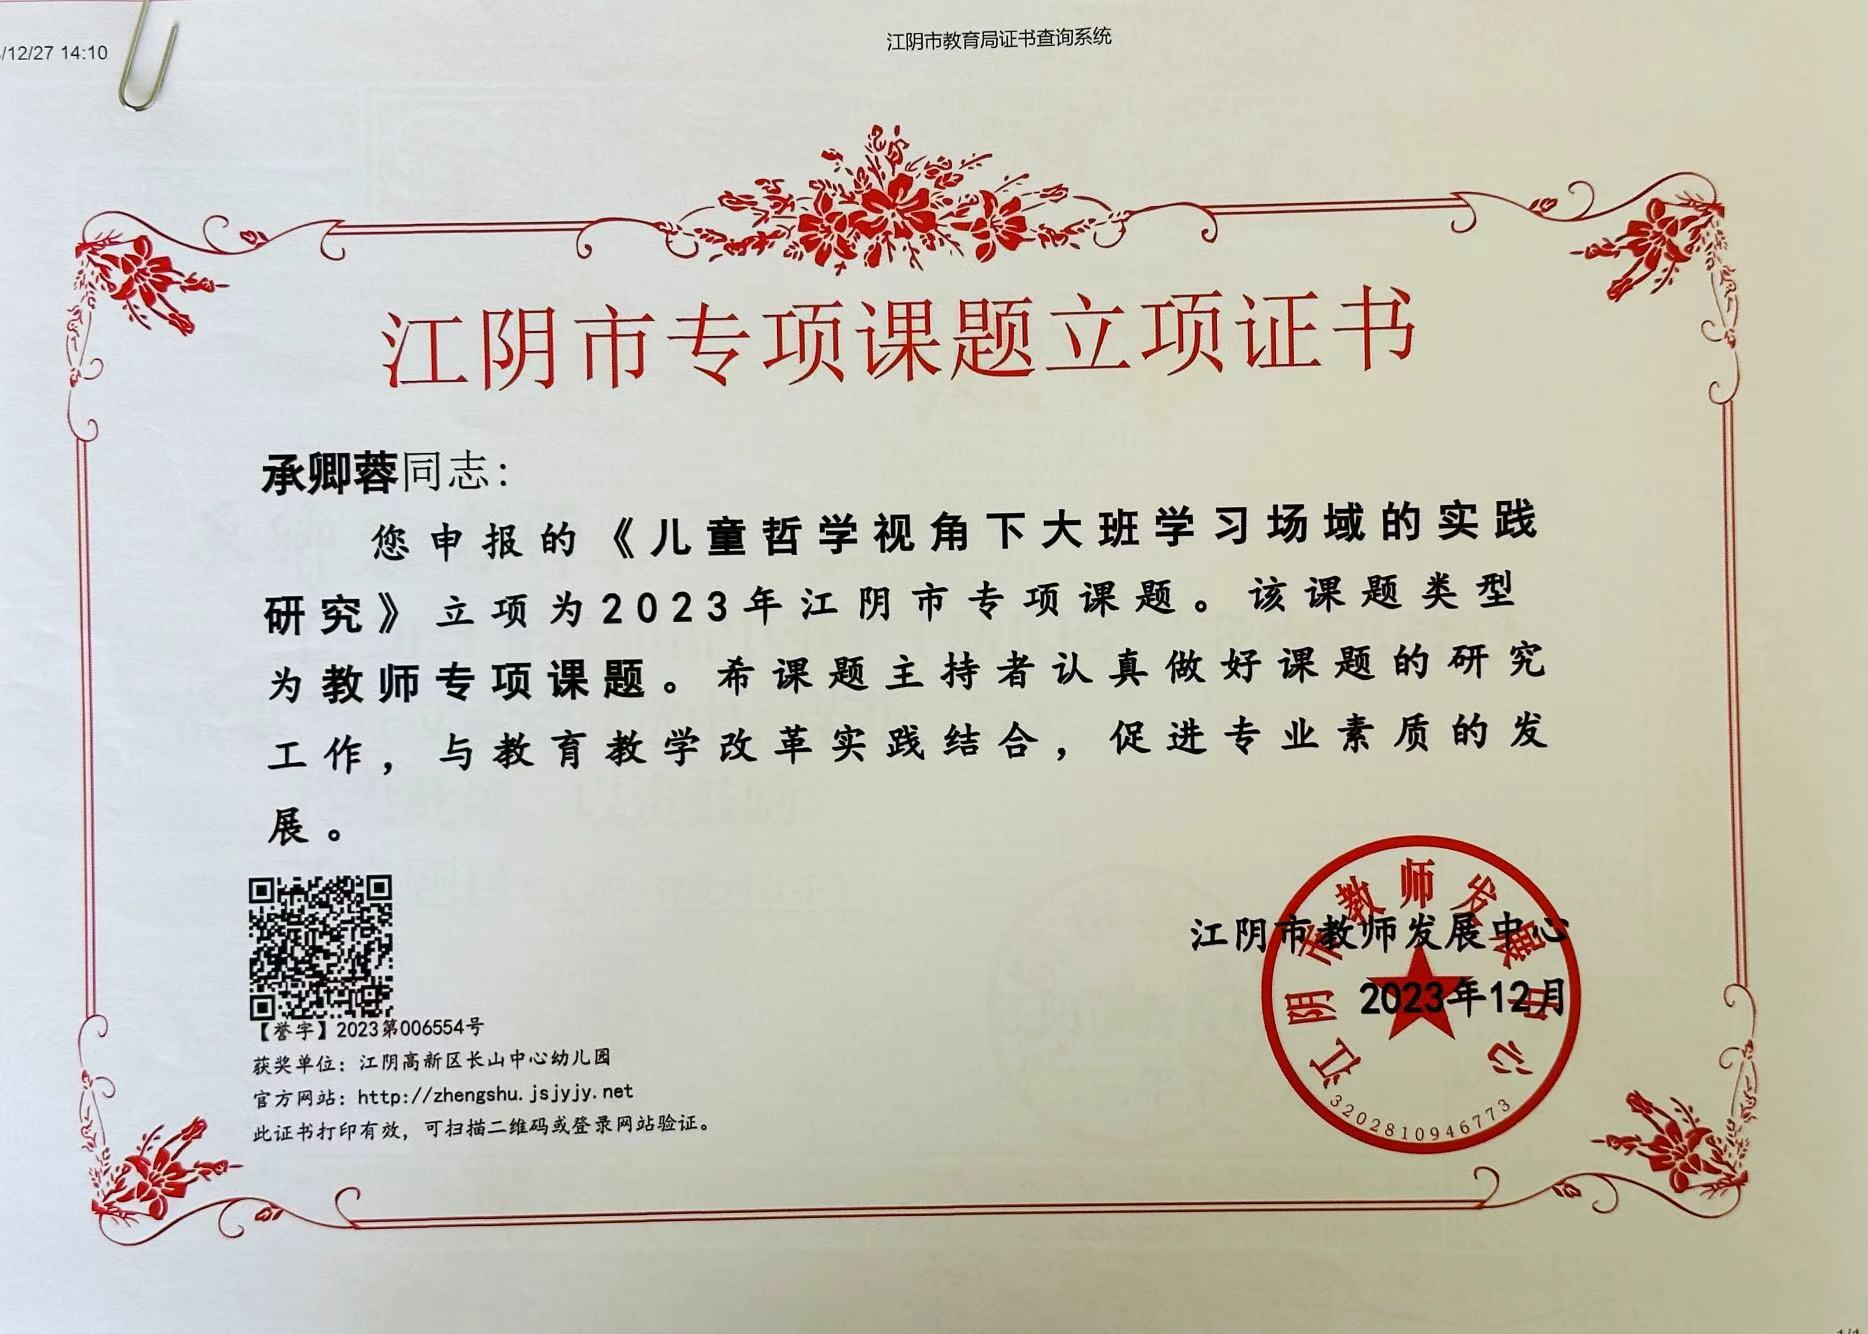 /12/27 14:10
江阴市教育局证书查询系统
江阴市专项课题立项证书
承卿蓉同志：
您申报的《儿童哲学视角下大班学习场域的实践
研究》立项为2023年江阴市专项课题。该课题类型
为教师专项课题。希课题主持者认真做好课题的研究
工作，与教育教学改革实践结合，促进专业素质的发
展。
江阴市教师发展中心
2023年12月
江阴市教师发展中心
3202810946773
【誉字】2023第006554号
获奖单位：江阴高新区长山中心幼儿园
官方网站：http://zhengshu.jsjyjy.net
此证书打印有效，可扫描二维码或登录网站验证。